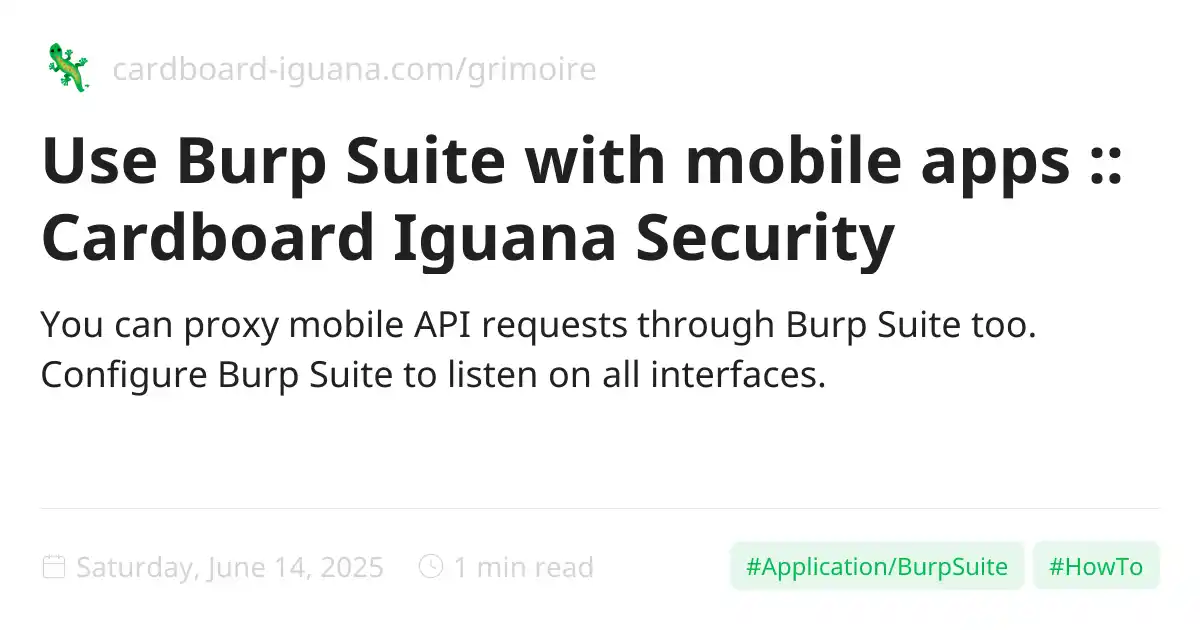 cardboard-iguana.com/grimoire
Use Burp Suite with mobile apps ::
Cardboard Iguana Security
You can proxy mobile API requests through Burp Suite too.
Configure Burp Suite to listen on all interfaces.
Saturday, June 14, 2025 1 min read #Application/BurpSuite #HowTo